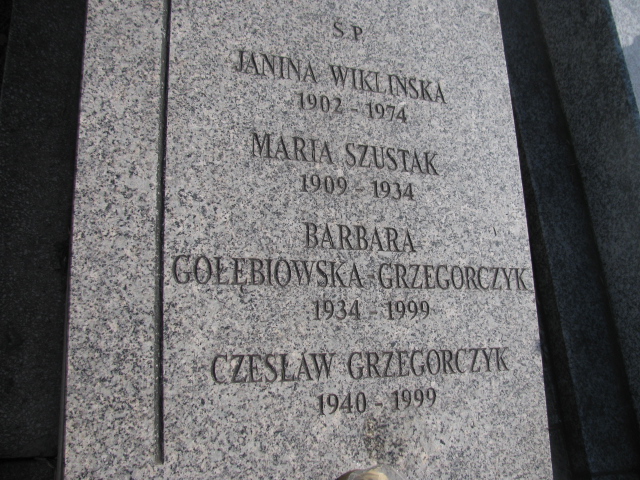 Ś P
JANINA WIKLIŃSKA
1902 - 1974
MARIA SZUSTAK
1909 - 1934
BARBARA
GOŁĘBIOWSKA-GRZEGORCZYK
1934 - 1999
CZESŁAW GRZEGORCZYK
1940 - 1999